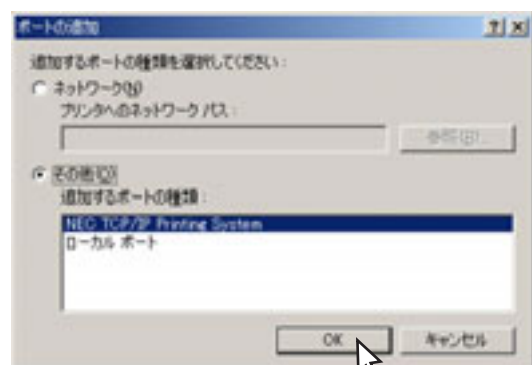 ポートの追加
追加するポートの種類を選択してください:
ネットワーク(N)
プリンタへのネットワーク パス:
参照(B)...
その他(O)
追加するポートの種類:
NEC TCP/IP Printing System
ローカル ポート
OK
キャンセル